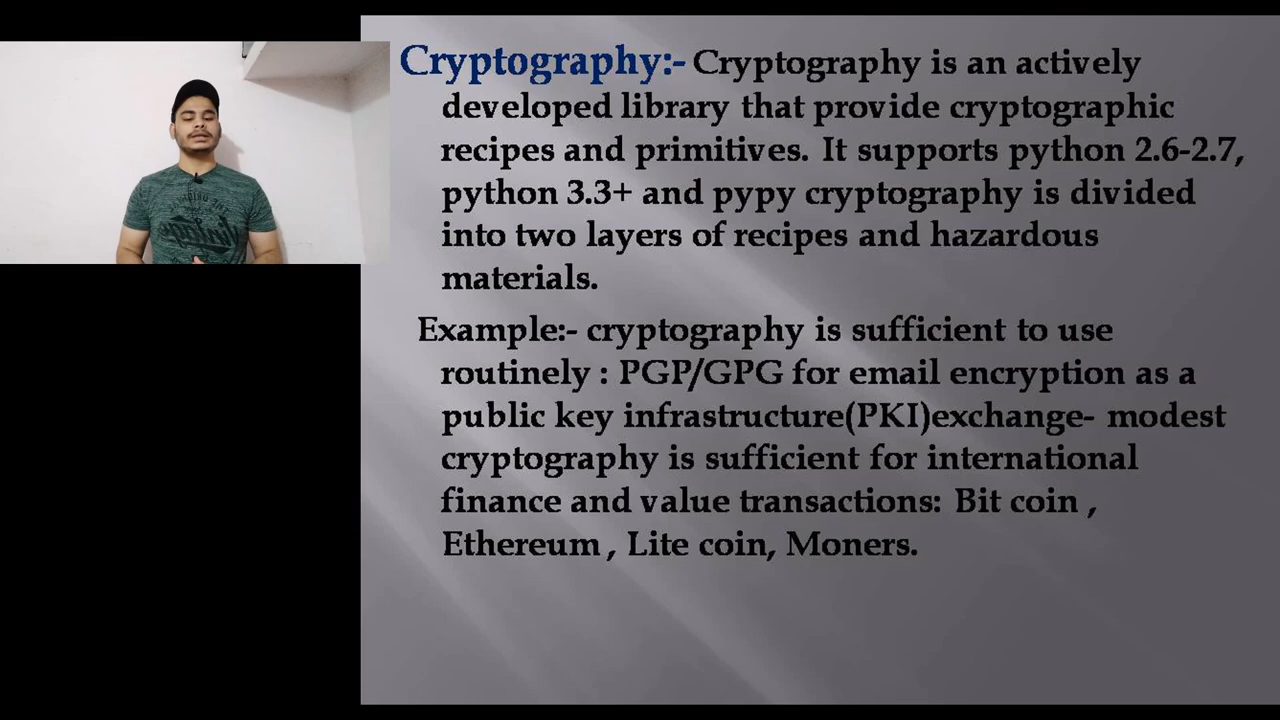 Cryptography:- Cryptography is an actively
developed library that provide cryptographic
recipes and primitives. It supports python 2.6-2.7,
python 3.3+ and pypy cryptography is divided
into two layers of recipes and hazardous
materials.
Example:- cryptography is sufficient to use
routinely : PGP/GPG for email encryption as a
public key infrastructure(PKI)exchange- modest
cryptography is sufficient for international
finance and value transactions: Bit coin ,
Ethereum , Lite coin, Moners.